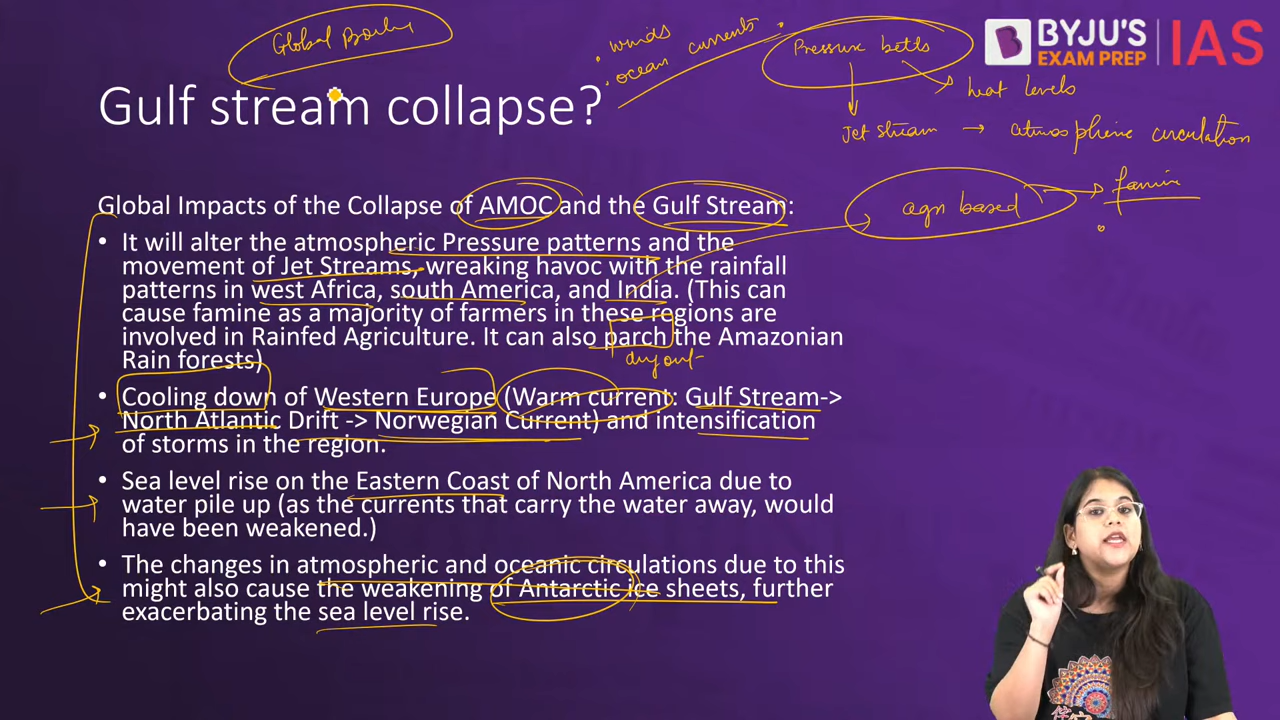 Global
winds
ocean currents
Pressure belts
heat levels
Jet stream → atmospheric circulation
BYJU'S
EXAM PREP
IAS
Gulf stream collapse?
agri based
famine
Global Impacts of the Collapse of AMOC and the Gulf Stream:
• It will alter the atmospheric Pressure patterns and the
movement of Jet Streams, wreaking havoc with the rainfall
patterns in west Africa, south America, and India. (This can
cause famine as a majority of farmers in these regions are
involved in Rainfed Agriculture. It can also parch the Amazonian
Rain forests)
dry out
• Cooling down of Western Europe (Warm current: Gulf Stream->
North Atlantic Drift -> Norwegian Current) and intensification
of storms in the region.
• Sea level rise on the Eastern Coast of North America due to
water pile up (as the currents that carry the water away, would
have been weakened.)
• The changes in atmospheric and oceanic circulations due to this
might also cause the weakening of Antarctic ice sheets, further
exacerbating the sea level rise.